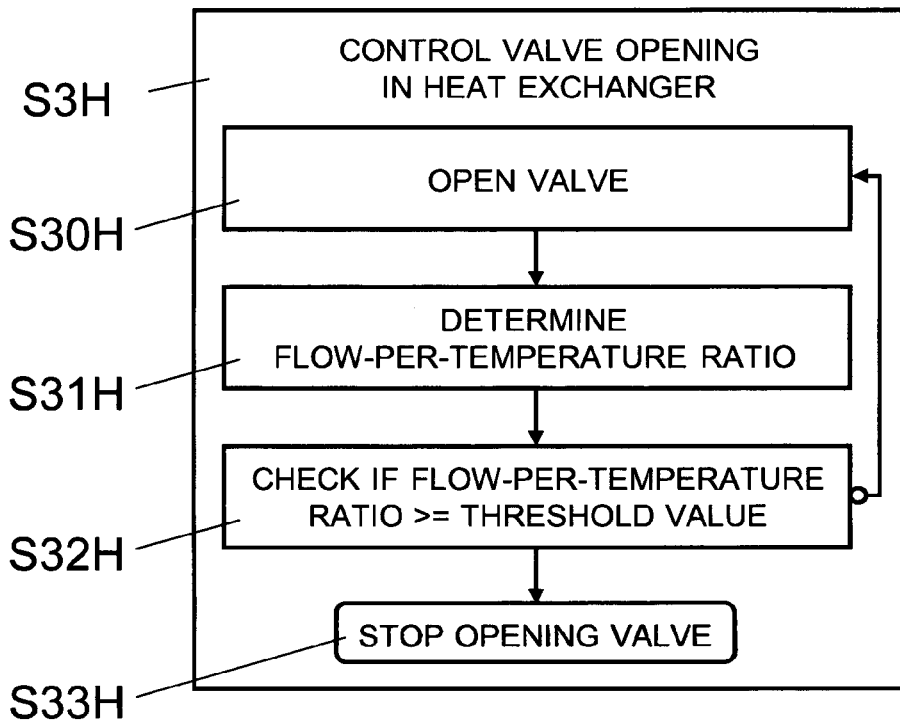 CONTROL VALVE OPENING
IN HEAT EXCHANGER
S3H
OPEN VALVE
S30H
DETERMINE
FLOW-PER-TEMPERATURE RATIO
S31H
CHECK IF FLOW-PER-TEMPERATURE
RATIO >= THRESHOLD VALUE
S32H
STOP OPENING VALVE
S33H